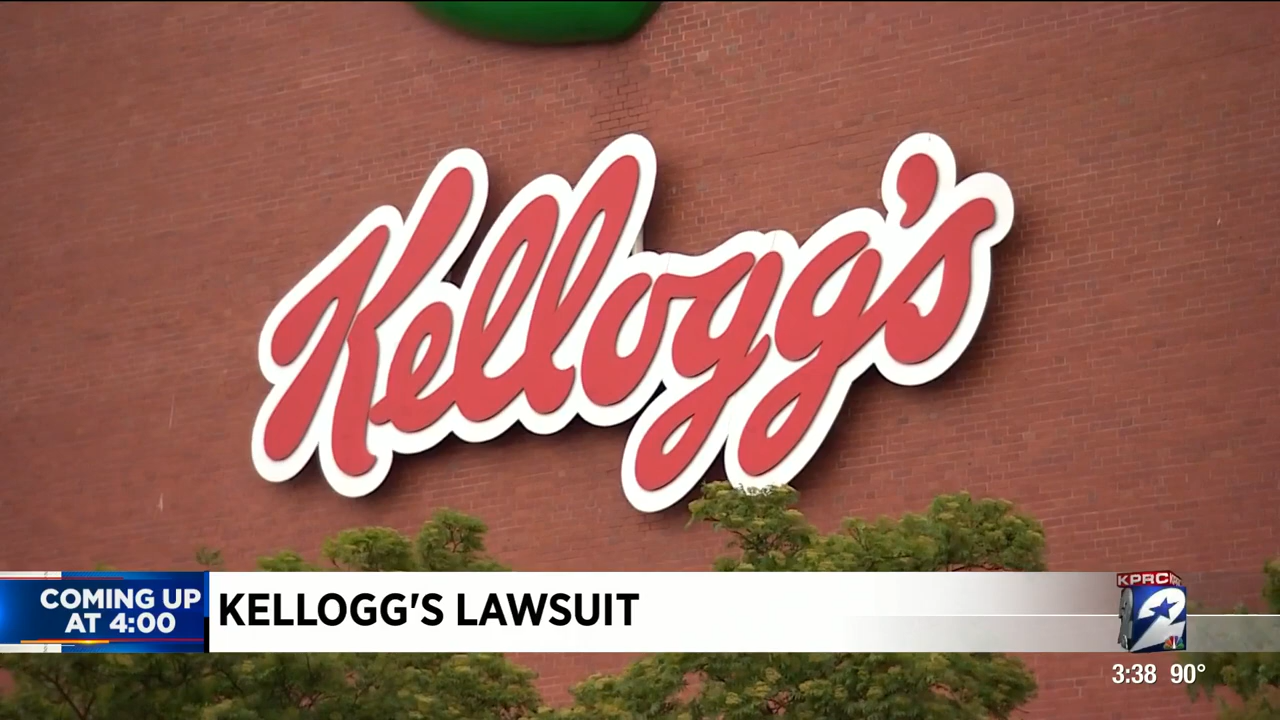 Kellogg's
COMING UP
AT 4:00
KELLOGG'S LAWSUIT
KPRC
2
3:38 90°